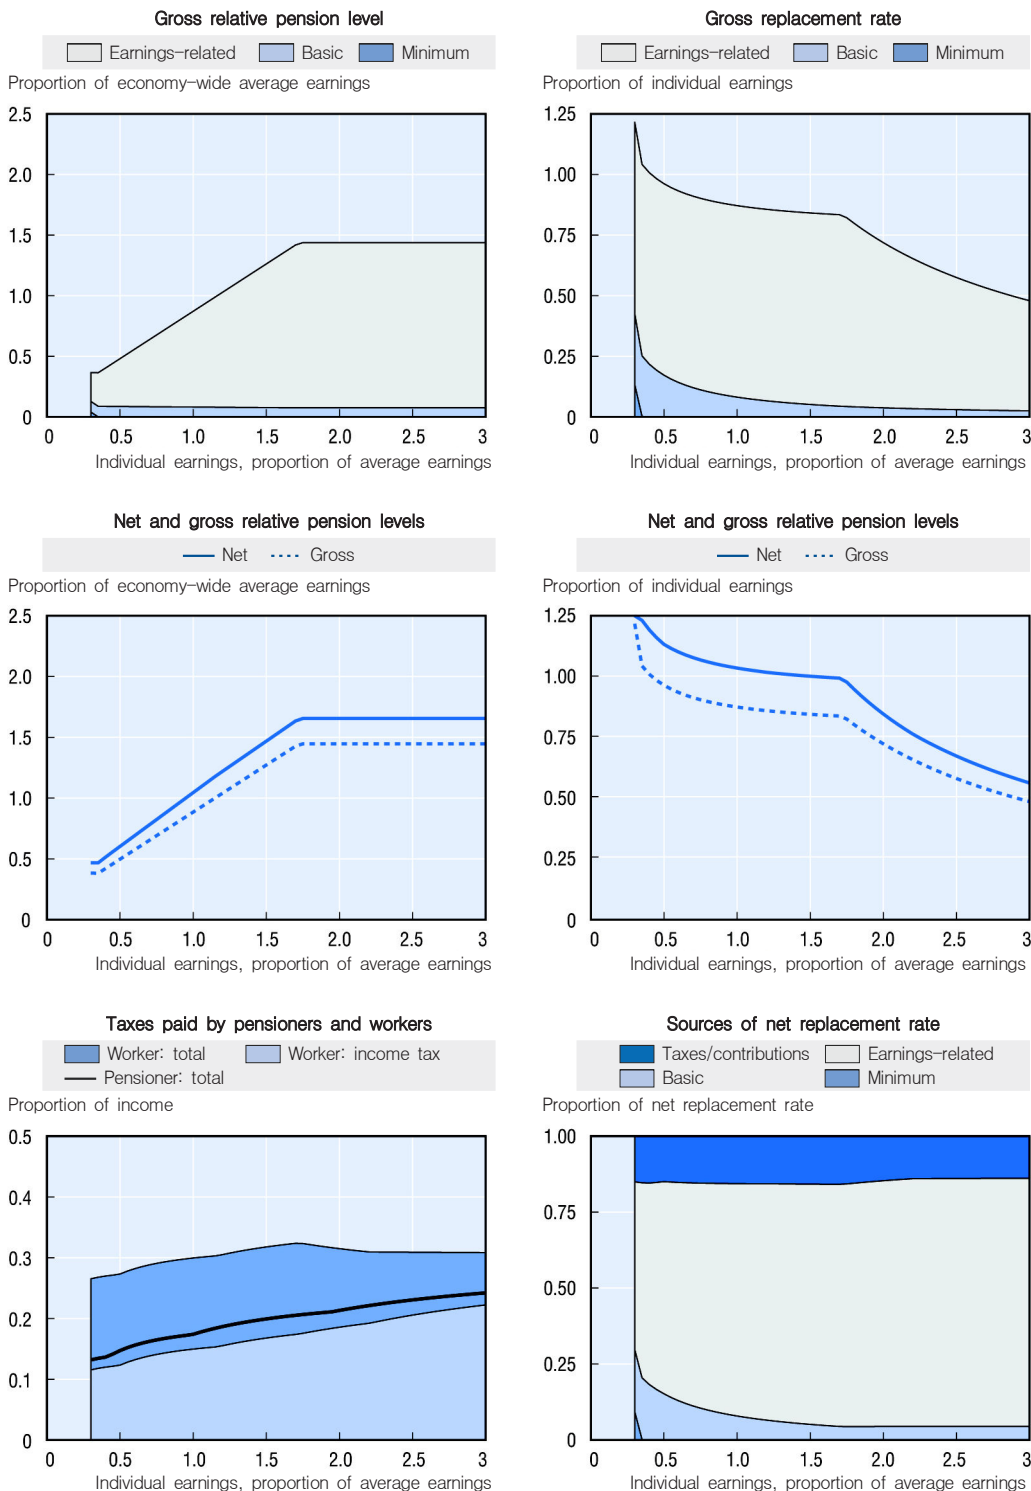 Gross relative pension level
Earnings-related Basic Minimum
Proportion of economy-wide average earnings
2.5
2.0
1.5
1.0
0.5
0
0 0.5 1.0 1.5 2.0 2.5 3
Individual earnings, proportion of average earnings
Gross replacement rate
Earnings-related Basic Minimum
Proportion of individual earnings
1.25
1.00
0.75
0.50
0.25
0
0 0.5 1.0 1.5 2.0 2.5 3
Individual earnings, proportion of average earnings
Net and gross relative pension levels
Net Gross
Proportion of economy-wide average earnings
2.5
2.0
1.5
1.0
0.5
0
0 0.5 1.0 1.5 2.0 2.5 3
Individual earnings, proportion of average earnings
Net and gross relative pension levels
Net Gross
Proportion of individual earnings
1.25
1.00
0.75
0.50
0.25
0
0 0.5 1.0 1.5 2.0 2.5 3
Individual earnings, proportion of average earnings
Taxes paid by pensioners and workers
Worker: total Worker: income tax
Pensioner: total
Proportion of income
0.5
0.4
0.3
0.2
0.1
0
0 0.5 1.0 1.5 2.0 2.5 3
Individual earnings, proportion of average earnings
Sources of net replacement rate
Taxes/contributions Earnings-related
Basic Minimum
Proportion of net replacement rate
1.00
0.75
0.50
0.25
0
0 0.5 1.0 1.5 2.0 2.5 3
Individual earnings, proportion of average earnings